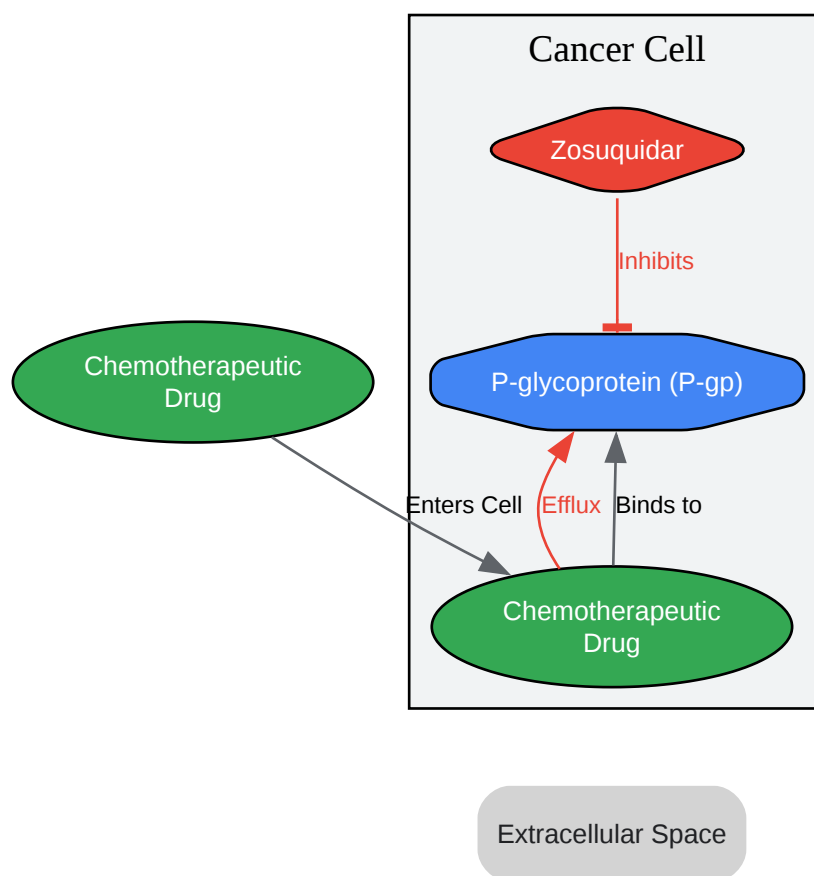 Cancer Cell
Zosuquidar
Inhibits
Chemotherapeutic
Drug
P-glycoprotein (P-gp)
Enters Cell
Efflux
Binds to
Chemotherapeutic
Drug
Extracellular Space